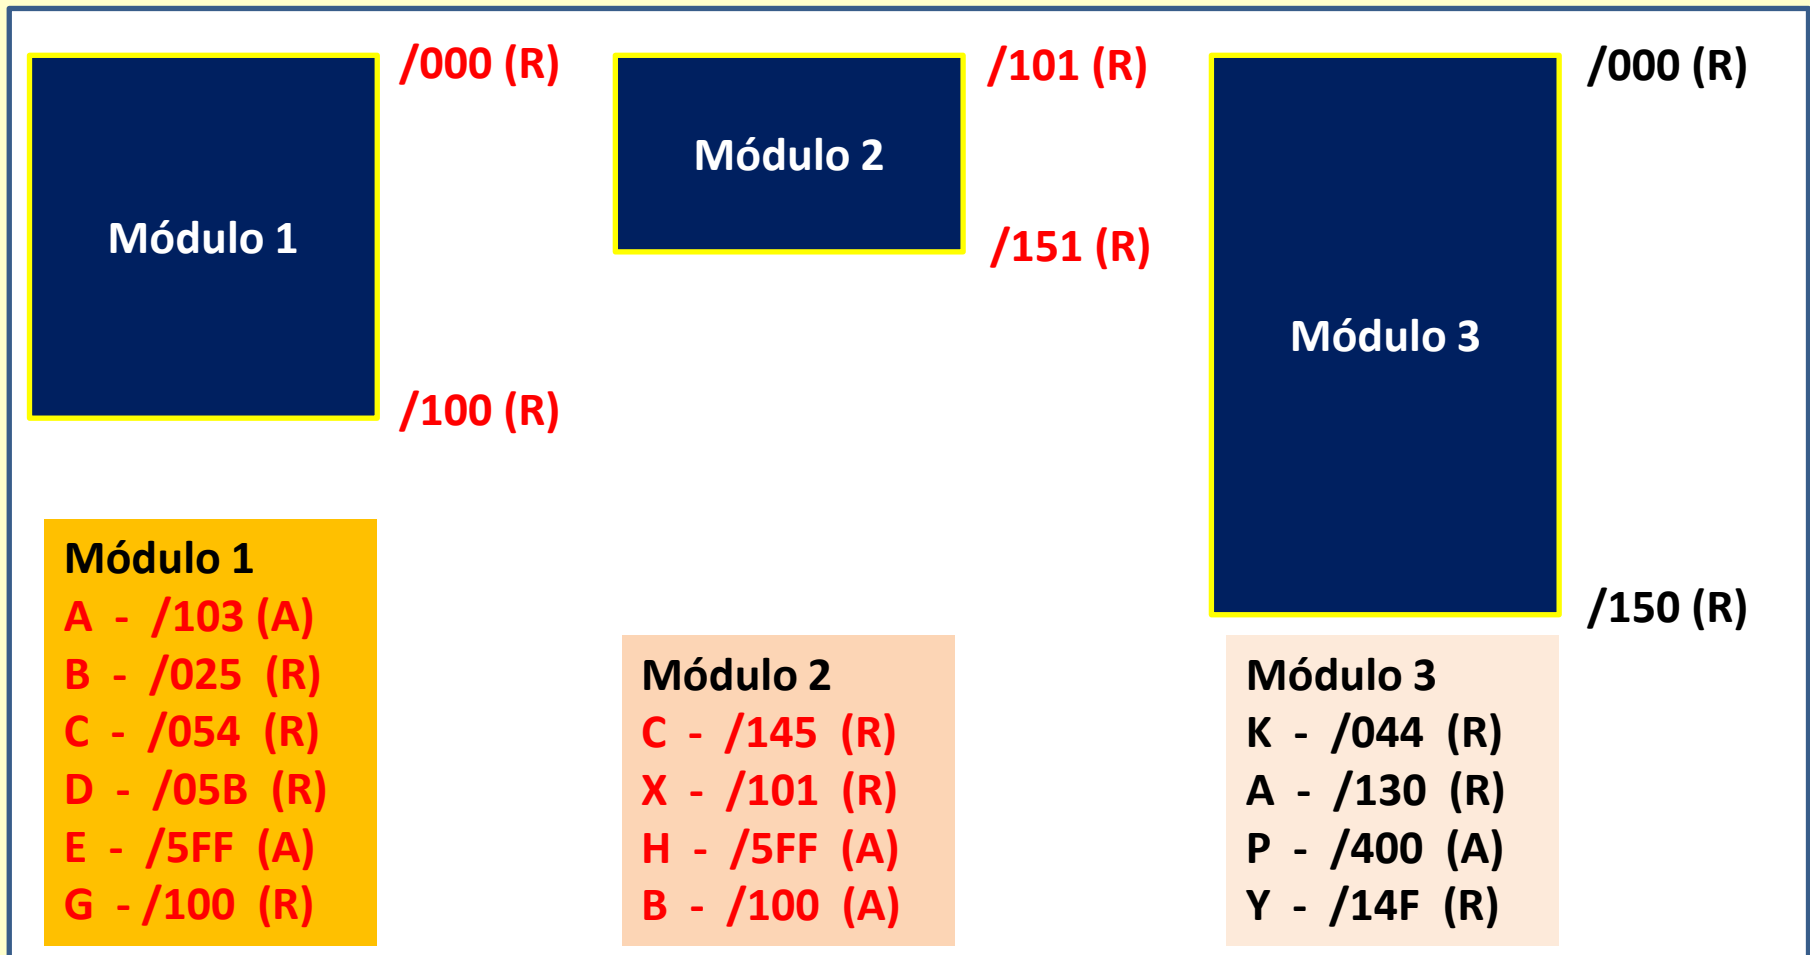 Módulo 1
/000 (R)
/100 (R)
Módulo 2
/101 (R)
/151 (R)
Módulo 3
/000 (R)
/150 (R)
Módulo 1
A - /103 (A)
B - /025 (R)
C - /054 (R)
D - /05B (R)
E - /5FF (A)
G - /100 (R)
Módulo 2
C - /145 (R)
X - /101 (R)
H - /5FF (A)
B - /100 (A)
Módulo 3
K - /044 (R)
A - /130 (R)
P - /400 (A)
Y - /14F (R)